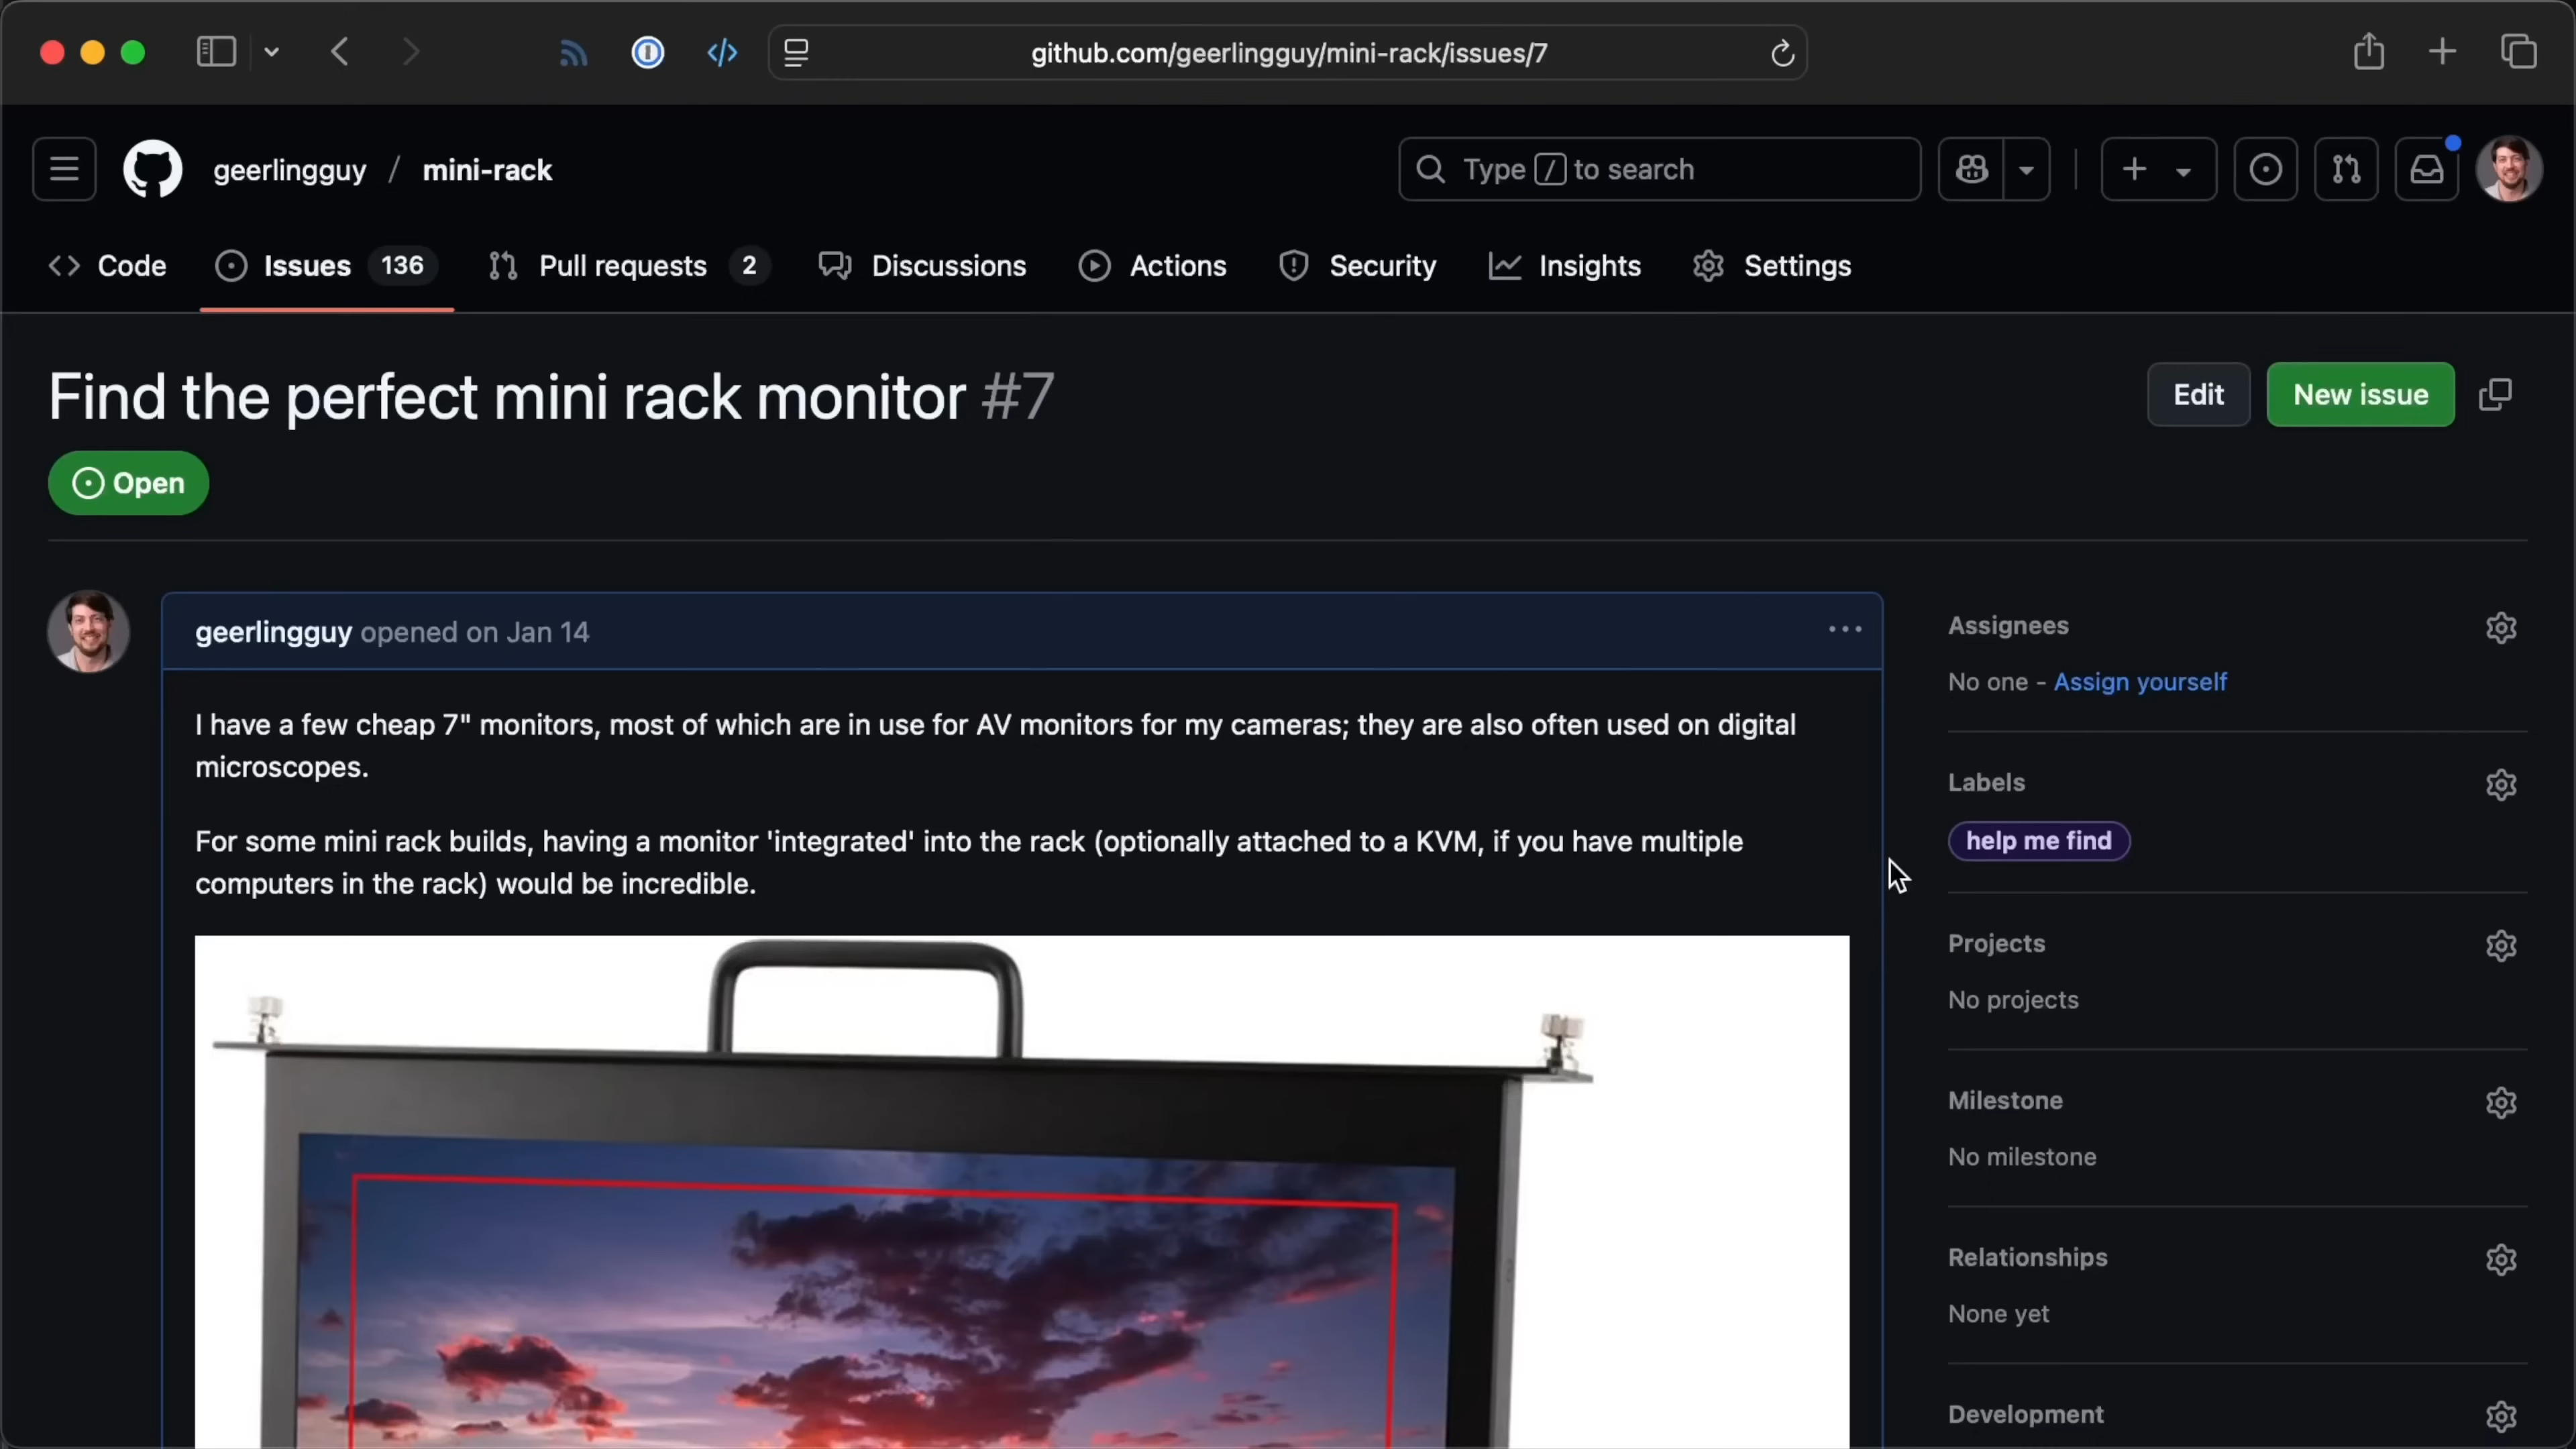 github.com/geerlingguy/mini-rack/issues/7
geerlingguy / mini-rack
Type / to search
Code
Issues 136
Pull requests 2
Discussions
Actions
Security
Insights
Settings
Find the perfect mini rack monitor #7
Edit
New issue
Open
geerlingguy opened on Jan 14
I have a few cheap 7" monitors, most of which are in use for AV monitors for my cameras; they are also often used on digital
microscopes.
For some mini rack builds, having a monitor 'integrated' into the rack (optionally attached to a KVM, if you have multiple
computers in the rack) would be incredible.
Assignees
No one - Assign yourself
Labels
help me find
Projects
No projects
Milestone
No milestone
Relationships
None yet
Development